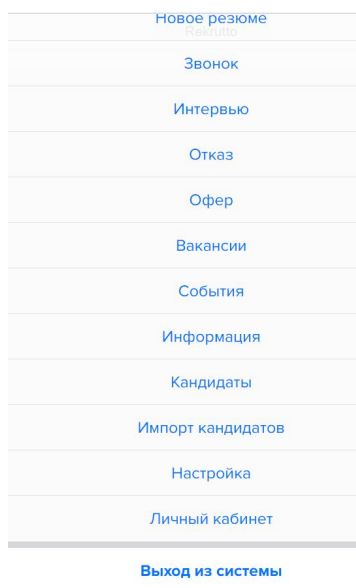 Новое резюме
Rekrutto
Звонок
Интервью
Отказ
Офер
Вакансии
События
Информация
Кандидаты
Импорт кандидатов
Настройка
Личный кабинет
Выход из системы